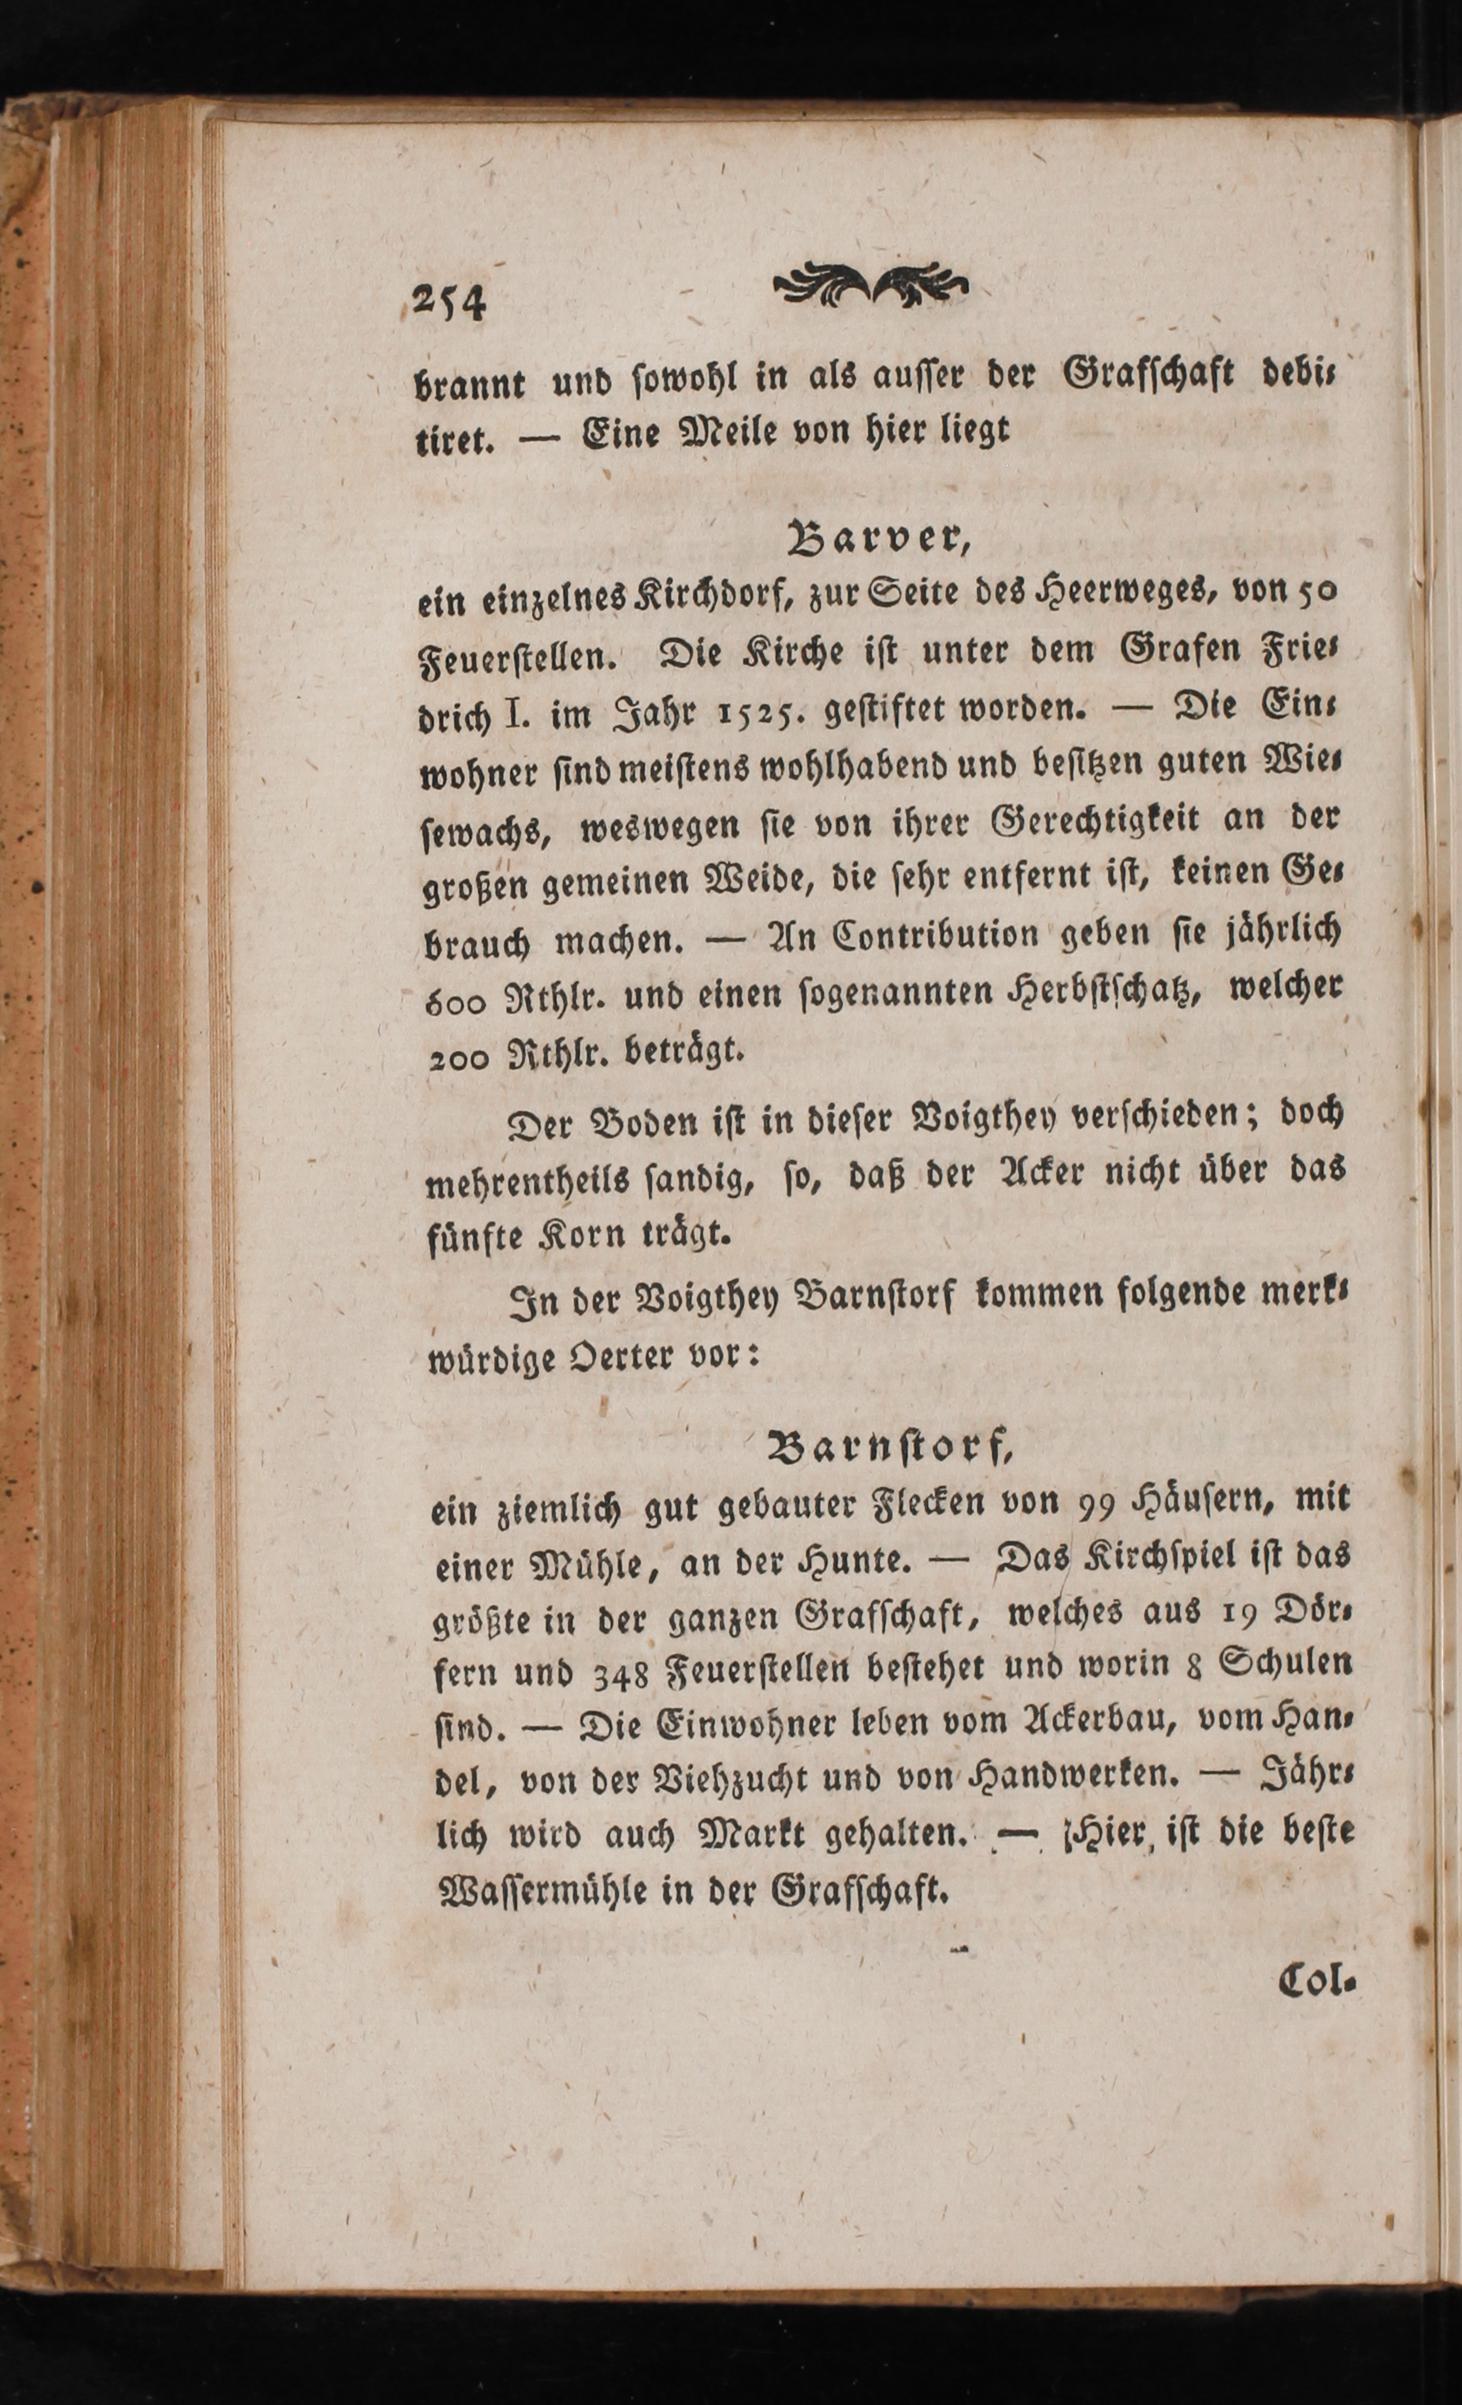 254
brannt und ſowohl in als auſſer der Grafſchaft debi⸗
tiret. — Eine Meile von hier liegt
Barver,
ein einzelnes Kirchdorf, zur Seite des Heerweges, von 50
Feuerſtellen. Die Kirche iſt unter dem Grafen Frie⸗
drich I. im Jahr 1525. geſtiftet worden. — Die Ein⸗
wohner ſind meiſtens wohlhabend und beſitzen guten Wie⸗
ſewachs, weswegen ſie von ihrer Gerechtigkeit an der
großen gemeinen Weide, die ſehr entfernt iſt, keinen Ge⸗
brauch machen. — An Contribution geben ſie jährlich
600 Rthlr. und einen ſogenannten Herbſtſchatz, welcher
200 Rthlr. beträgt.
Der Boden iſt in dieſer Voigthey verſchieden; doch
mehrentheils ſandig, ſo, daß der Acker nicht über das
fünfte Korn trägt.
In der Voigthey Barnſtorf kommen folgende merk⸗
würdige Oerter vor:
Barnſtorf,
ein ziemlich gut gebauter Flecken von 99 Häuſern, mit
einer Mühle, an der Hunte. — Das Kirchſpiel iſt das
größte in der ganzen Grafſchaft, welches aus 19 Dör⸗
fern und 348 Feuerſtellen beſtehet und worin 8 Schulen
ſind. — Die Einwohner leben vom Ackerbau, vom Han⸗
del, von der Viehzucht und von Handwerken. — Jähr⸗
lich wird auch Markt gehalten. — Hier iſt die beſte
Waſſermühle in der Grafſchaft.
Col⸗